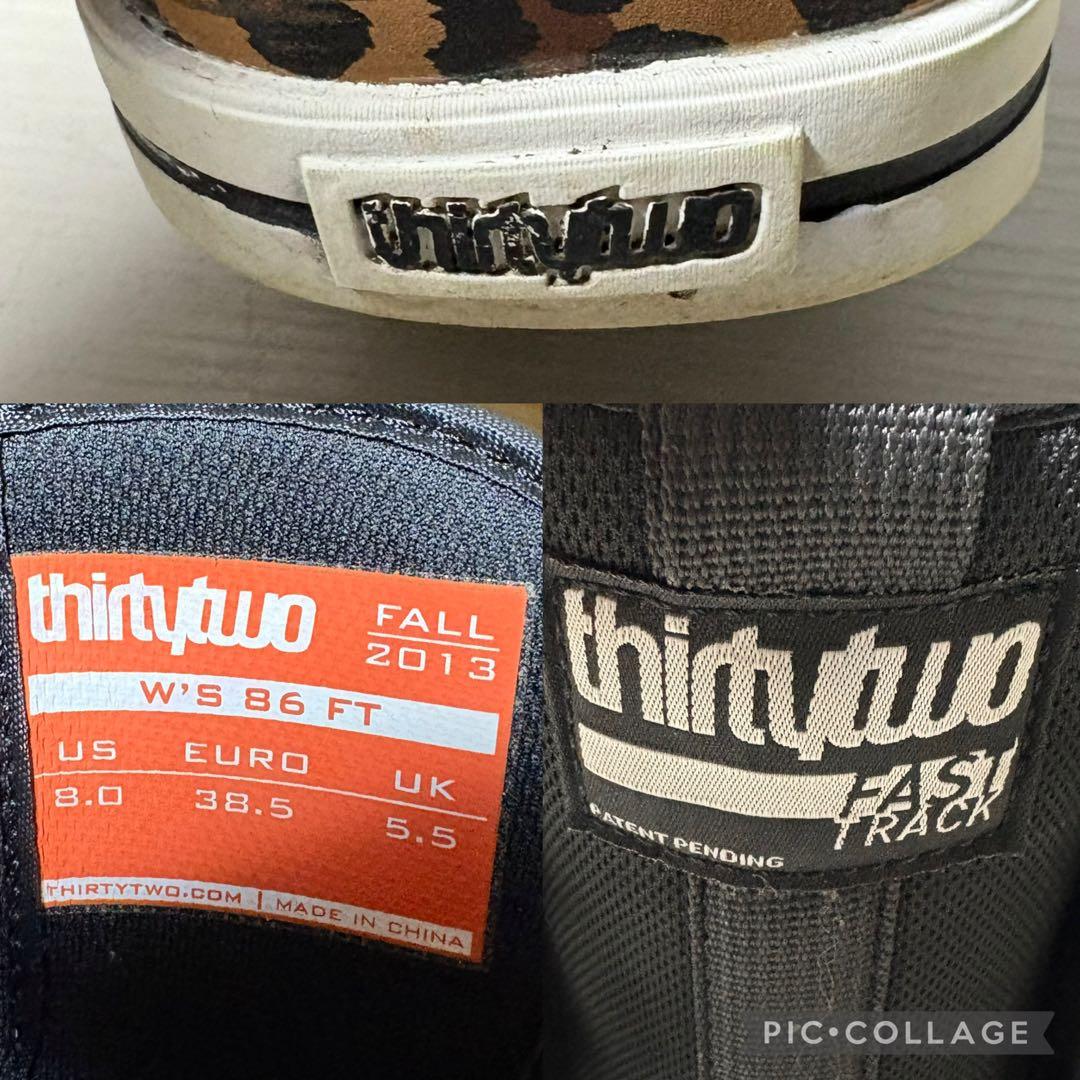 thirtytwo
thirtytwo
FALL
2013
W'S 86 FT
US EURO UK
8.0 38.5 5.5
THIRTYTWO.COM | MADE IN CHINA
thirtytwo
FAST
TRACK
PATENT PENDING
PIC•COLLAGE